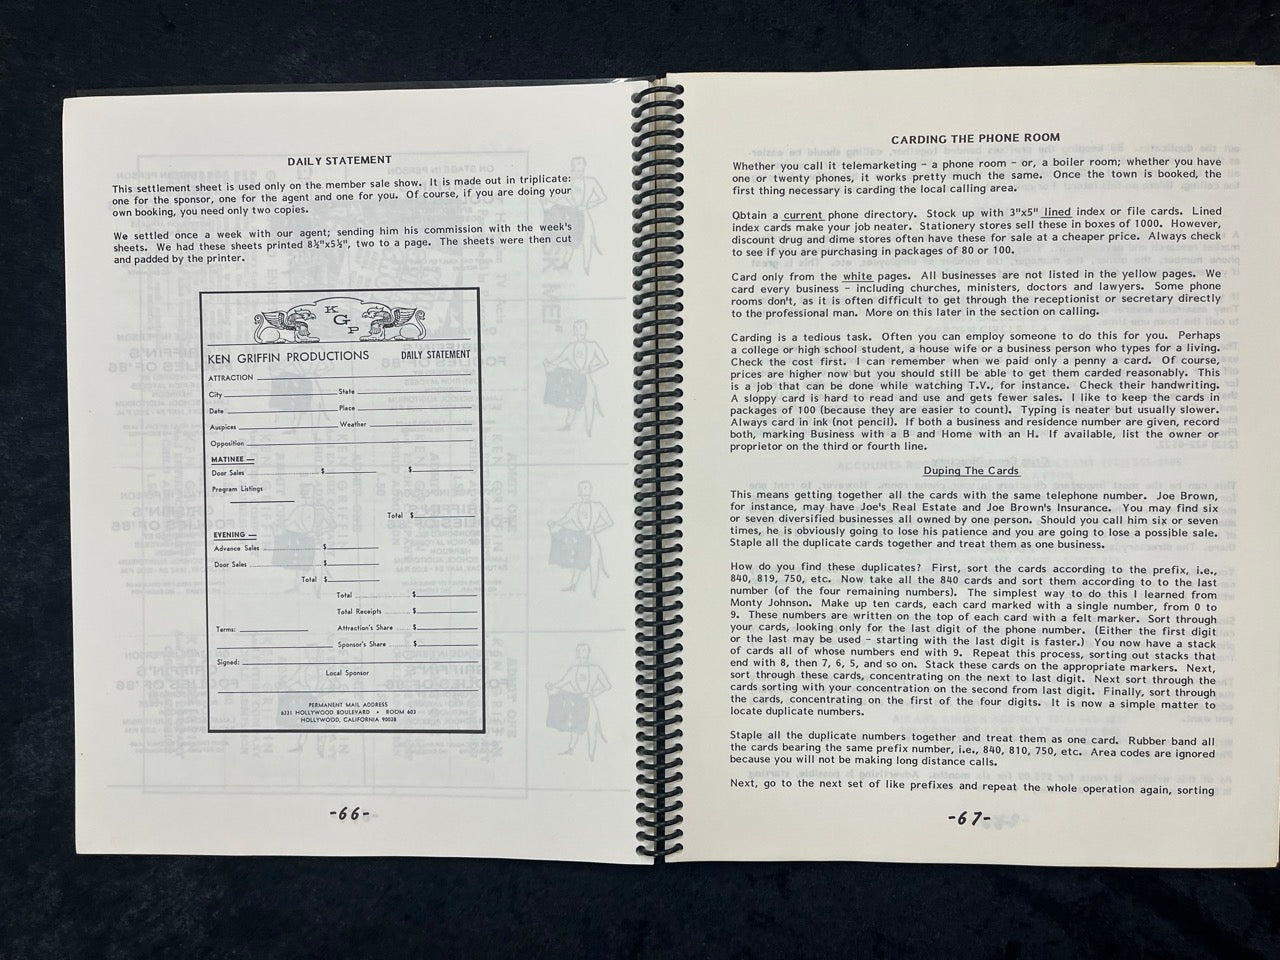 DAILY STATEMENT
This settlement sheet is used only on the member sale show. It is made out in triplicate:
one for the sponsor, one for the agent and one for you. Of course, if you are doing your
own booking, you need only two copies.
We settled once a week with our agent; sending him his commission with the week's
sheets. We had these sheets printed 8½"x5½", two to a page. The sheets were then cut
and padded by the printer.
K
G
P
KEN GRIFFIN PRODUCTIONS DAILY STATEMENT
ATTRACTION
City State
Date Place
Auspices Weather
Opposition
MATINEE —
Door Sales $ $
Program Listings
Total $
EVENING —
Advance Sales $
Door Sales $
Total $
Total $
Total Receipts $
Terms: Attraction's Share $
Sponsor's Share $
Signed:
Local Sponsor
PERMANENT MAIL ADDRESS
6331 HOLLYWOOD BOULEVARD • ROOM 603
HOLLYWOOD, CALIFORNIA 90028
-66-
CARDING THE PHONE ROOM
Whether you call it telemarketing - a phone room - or, a boiler room; whether you have
one or twenty phones, it works pretty much the same. Once the town is booked, the
first thing necessary is carding the local calling area.
Obtain a current phone directory. Stock up with 3"x5" lined index or file cards. Lined
index cards make your job neater. Stationery stores sell these in boxes of 1000. However,
discount drug and dime stores often have these for sale at a cheaper price. Always check
to see if you are purchasing in packages of 80 or 100.
Card only from the white pages. All businesses are not listed in the yellow pages. We
card every business - including churches, ministers, doctors and lawyers. Some phone
rooms don't, as it is often difficult to get through the receptionist or secretary directly
to the professional man. More on this later in the section on calling.
Carding is a tedious task. Often you can employ someone to do this for you. Perhaps
a college or high school student, a house wife or a business person who types for a living.
Check the cost first. I can remember when we paid only a penny a card. Of course,
prices are higher now but you should still be able to get them carded reasonably. This
is a job that can be done while watching T.V., for instance. Check their handwriting.
A sloppy card is hard to read and use and gets fewer sales. I like to keep the cards in
packages of 100 (because they are easier to count). Typing is neater but usually slower.
Always card in ink (not pencil). If both a business and residence number are given, record
both, marking Business with a B and Home with an H. If available, list the owner or
proprietor on the third or fourth line.
Duping The Cards
This means getting together all the cards with the same telephone number. Joe Brown,
for instance, may have Joe's Real Estate and Joe Brown's Insurance. You may find six
or seven diversified businesses all owned by one person. Should you call him six or seven
times, he is obviously going to lose his patience and you are going to lose a possible sale.
Staple all the duplicate cards together and treat them as one business.
How do you find these duplicates? First, sort the cards according to the prefix, i.e.,
840, 819, 750, etc. Now take all the 840 cards and sort them according to to the last
number (of the four remaining numbers). The simplest way to do this I learned from
Monty Johnson. Make up ten cards, each card marked with a single number, from 0 to
9. These numbers are written on the top of each card with a felt marker. Sort through
your cards, looking only for the last digit of the phone number. (Either the first digit
or the last may be used - starting with the last digit is faster.) You now have a stack
of cards all of whose numbers end with 9. Repeat this process, sorting out stacks that
end with 8, then 7, 6, 5, and so on. Stack these cards on the appropriate markers. Next,
sort through these cards, concentrating on the next to last digit. Next sort through the
cards sorting with your concentration on the second from last digit. Finally, sort through
the cards, concentrating on the first of the four digits. It is now a simple matter to
locate duplicate numbers.
Staple all the duplicate numbers together and treat them as one card. Rubber band all
the cards bearing the same prefix number, i.e., 840, 810, 750, etc. Area codes are ignored
because you will not be making long distance calls.
Next, go to the next set of like prefixes and repeat the whole operation again, sorting
-67-